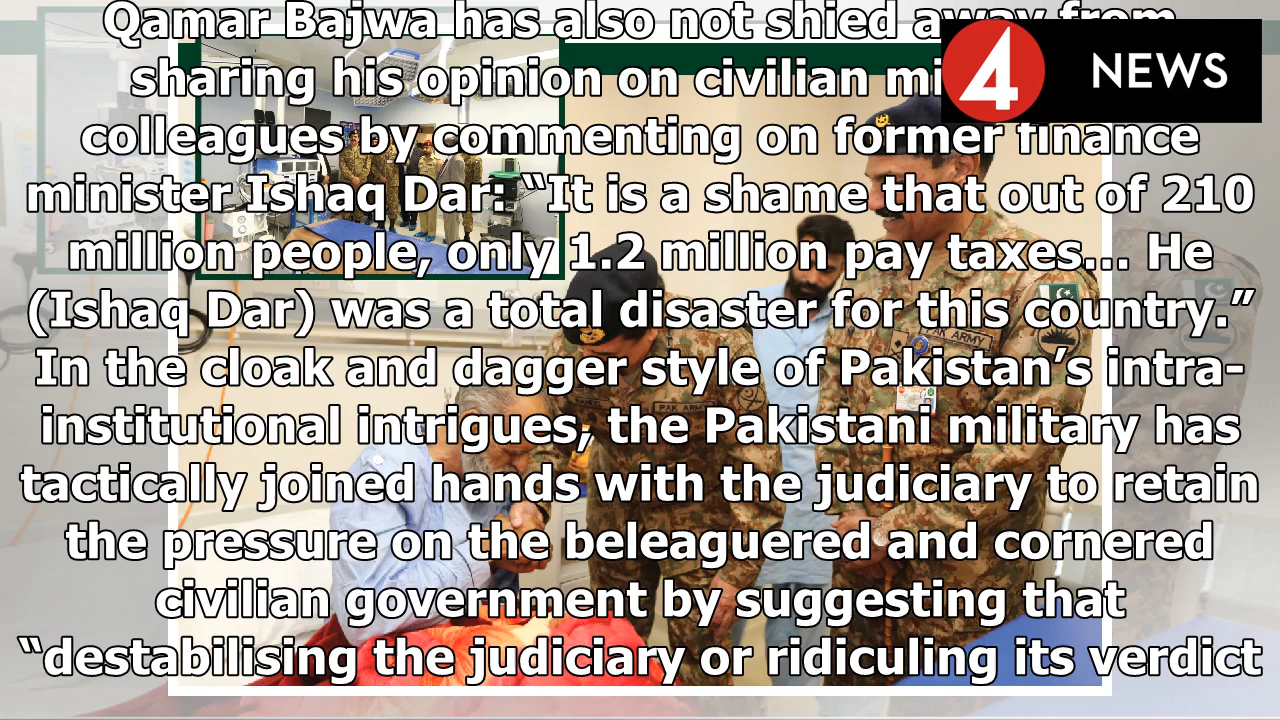 Qamar Bajwa has also not shied away from
sharing his opinion on civilian
4 NEWS
colleagues by commenting on former finance
minister Ishaq Dar: “It is a shame that out of 210
million people, only 1.2 million pay taxes... He
(Ishaq Dar) was a total disaster for this country.”
In the cloak and dagger style of Pakistan’s intra-
institutional intrigues, the Pakistani military has
tactically joined hands with the judiciary to retain
the pressure on the beleaguered and cornered
civilian government by suggesting that
“destabilising the judiciary or ridiculing its verdict
PAK ARMY
PAK ARMY